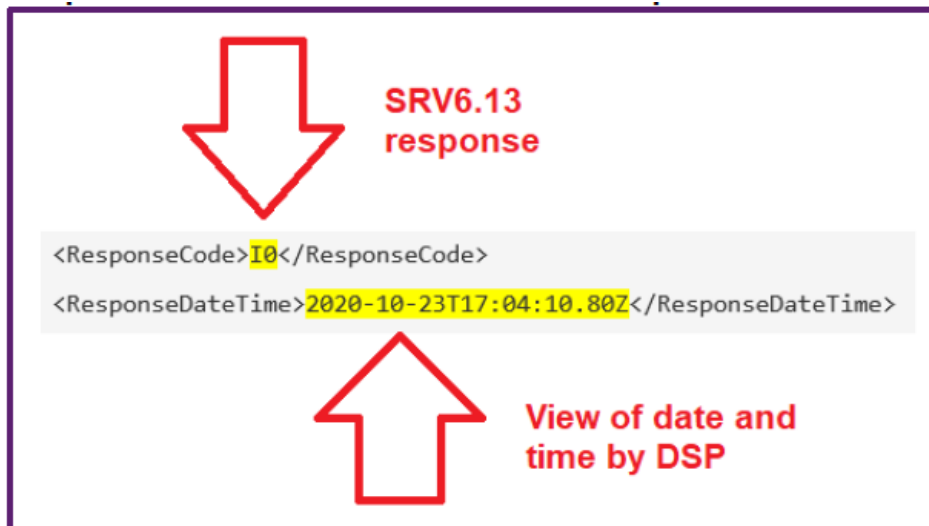 SRV6.13
response
<ResponseCode>I0</ResponseCode>
<ResponseDateTime>2020-10-23T17:04:10.80Z</ResponseDateTime>
View of date and
time by DSP